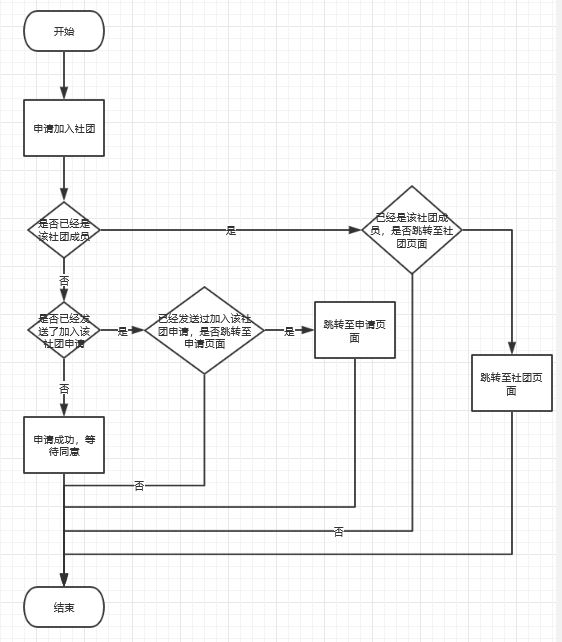 开始
申请加入社团
是否已经是
该社团成员
是
已经是该社团成
员，是否跳转至社
团页面
否
是否已经发
送了加入该
社团申请
是
已经发送过加入该社
团申请，是否跳转至
申请页面
是
跳转至申请页
面
跳转至社团页
面
否
申请成功，等
待同意
否
否
结束